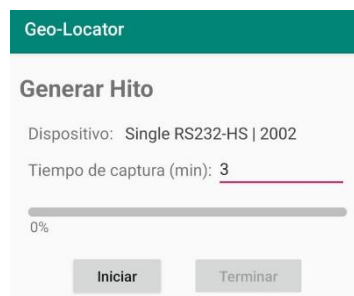 Geo-Locator
Generar Hito
Dispositivo: Single RS232-HS | 2002
Tiempo de captura (min): 3
0%
Iniciar Terminar